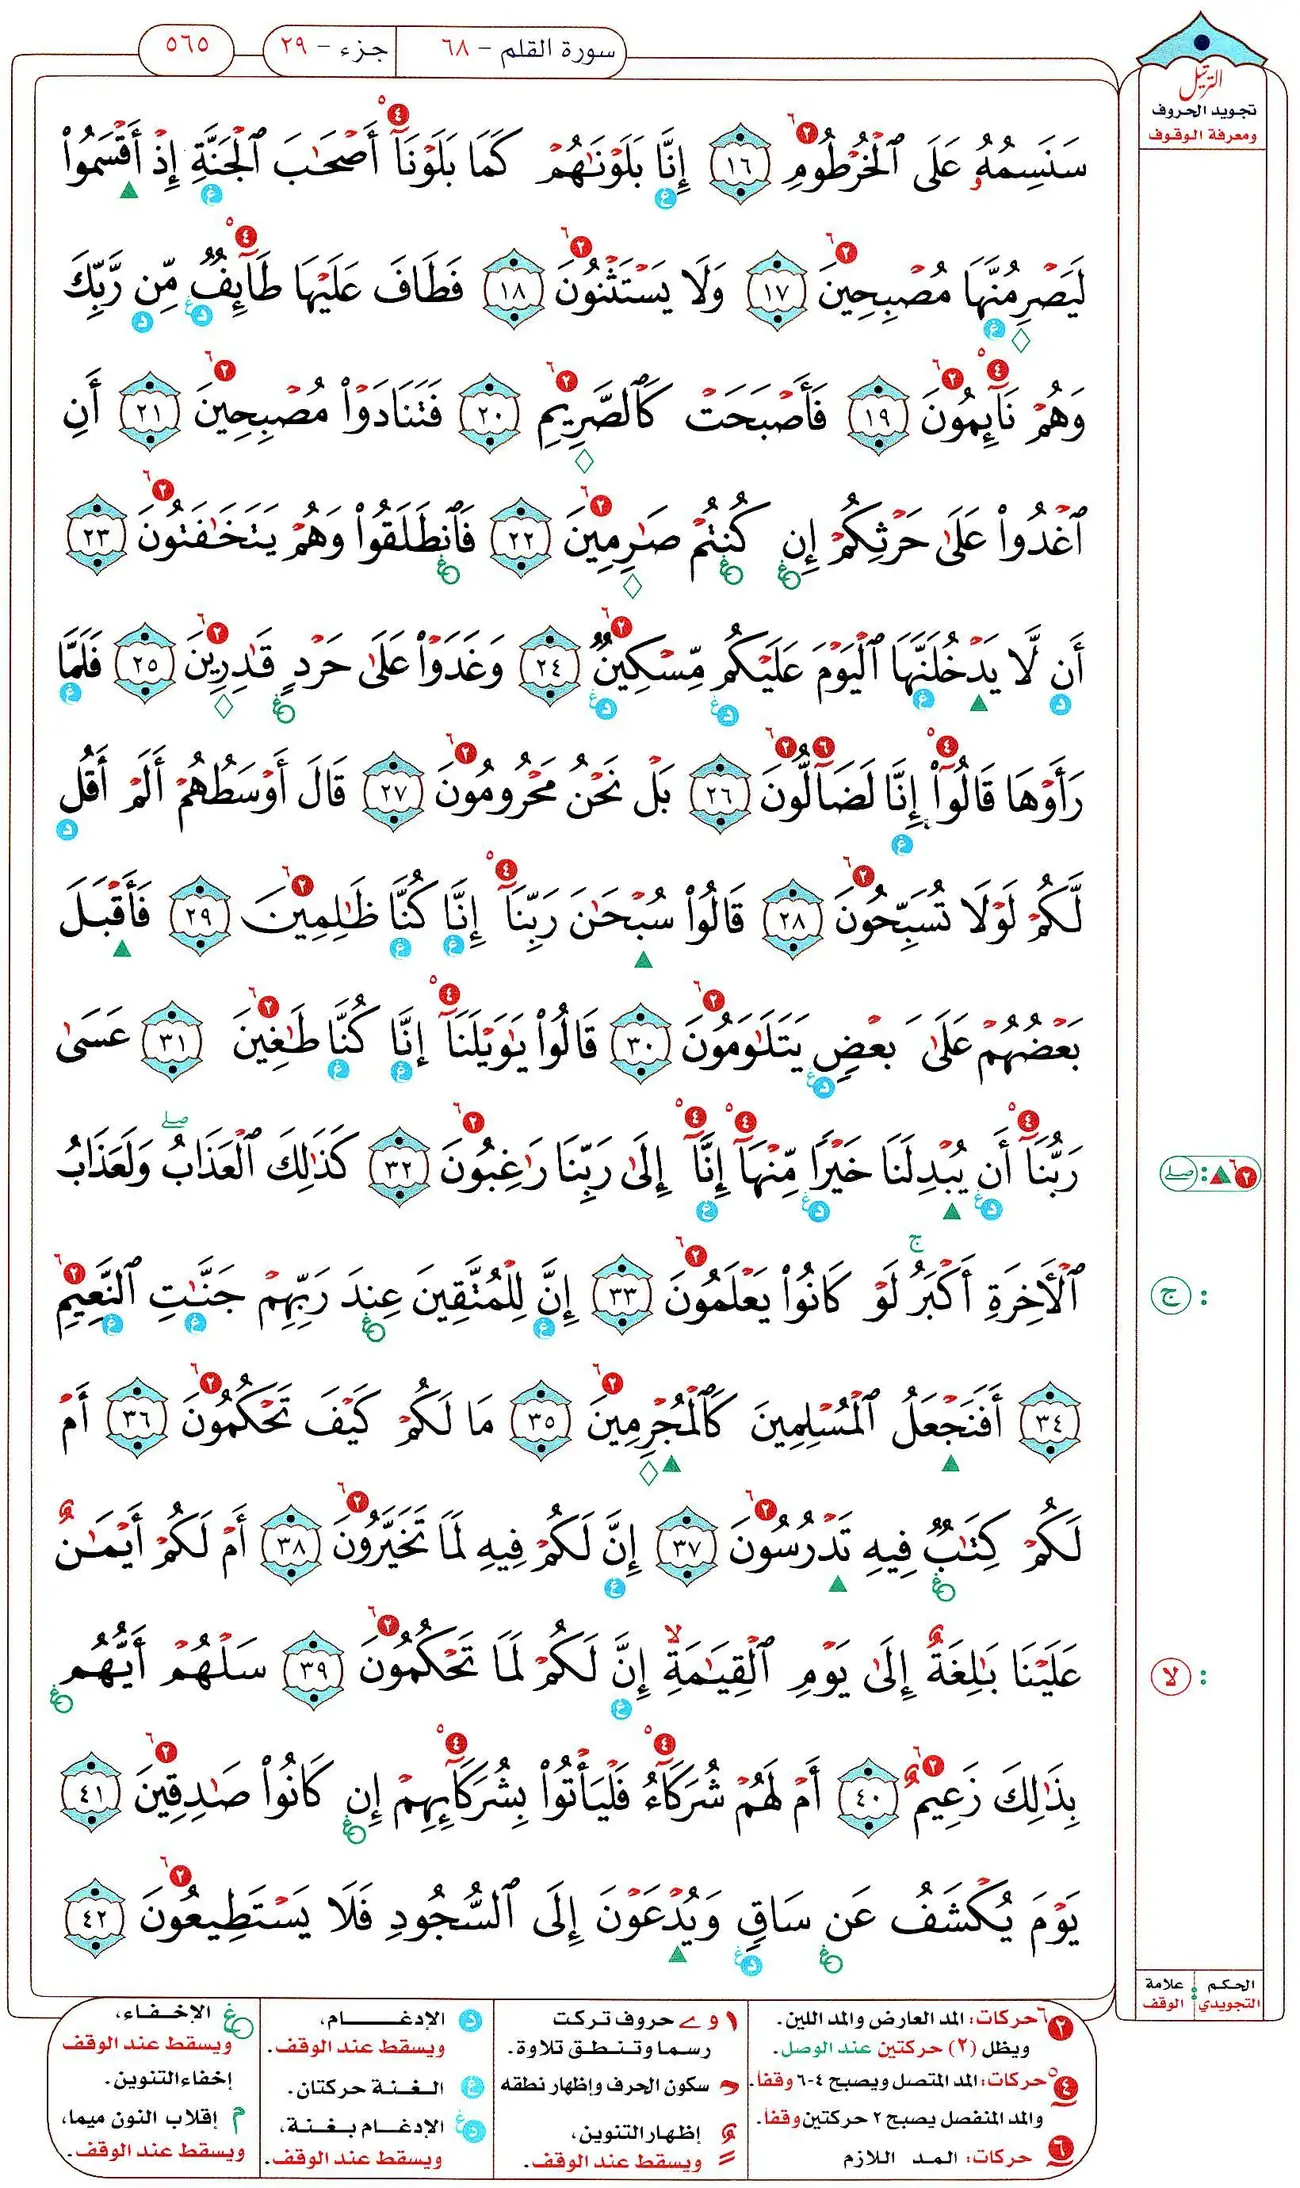 سورة القلم - ٦٨ جزء - ٢٩ ٥٦٥
الترتيل
تجويد الحروف
ومعرفة الوقوف
سَنَسِمُهُۥ عَلَى ٱلْخُرْطُومِ ١٦ إِنَّا بَلَوْنَٰهُمْ كَمَا بَلَوْنَآ أَصْحَٰبَ ٱلْجَنَّةِ إِذْ أَقْسَمُوا۟
لَيَصْرِمُنَّهَا مُصْبِحِينَ ١٧ وَلَا يَسْتَثْنُونَ ١٨ فَطَافَ عَلَيْهَا طَآئِفٌ مِّن رَّبِّكَ
وَهُمْ نَآئِمُونَ ١٩ فَأَصْبَحَتْ كَٱلصَّرِيمِ ٢٠ فَتَنَادَوْا۟ مُصْبِحِينَ ٢١ أَنِ
ٱغْدُوا۟ عَلَىٰ حَرْثِكُمْ إِن كُنتُمْ صَٰرِمِينَ ٢٢ فَٱنطَلَقُوا۟ وَهُمْ يَتَخَٰفَتُونَ ٢٣
أَن لَّا يَدْخُلَنَّهَا ٱلْيَوْمَ عَلَيْكُم مِّسْكِينٌ ٢٤ وَغَدَوْا۟ عَلَىٰ حَرْدٍ قَٰدِرِينَ ٢٥ فَلَمَّا
رَأَوْهَا قَالُوٓا۟ إِنَّا لَضَآلُّونَ ٢٦ بَلْ نَحْنُ مَحْرُومُونَ ٢٧ قَالَ أَوْسَطُهُمْ أَلَمْ أَقُل
لَّكُمْ لَوْلَا تُسَبِّحُونَ ٢٨ قَالُوا۟ سُبْحَٰنَ رَبِّنَآ إِنَّا كُنَّا ظَٰلِمِينَ ٢٩ فَأَقْبَلَ
بَعْضُهُمْ عَلَىٰ بَعْضٍ يَتَلَٰوَمُونَ ٣٠ قَالُوا۟ يَٰوَيْلَنَآ إِنَّا كُنَّا طَٰغِينَ ٣١ عَسَىٰ
رَبُّنَآ أَن يُبْدِلَنَا خَيْرًا مِّنْهَآ إِنَّآ إِلَىٰ رَبِّنَا رَٰغِبُونَ ٣٢ كَذَٰلِكَ ٱلْعَذَابُ ۖ وَلَعَذَابُ
ٱلْأَخِرَةِ أَكْبَرُ ۚ لَوْ كَانُوا۟ يَعْلَمُونَ ٣٣ إِنَّ لِلْمُتَّقِينَ عِندَ رَبِّهِمْ جَنَّٰتِ ٱلنَّعِيمِ
٣٤ أَفَنَجْعَلُ ٱلْمُسْلِمِينَ كَٱلْمُجْرِمِينَ ٣٥ مَا لَكُمْ كَيْفَ تَحْكُمُونَ ٣٦ أَمْ
لَكُمْ كِتَٰبٌ فِيهِ تَدْرُسُونَ ٣٧ إِنَّ لَكُمْ فِيهِ لَمَا تَخَيَّرُونَ ٣٨ أَمْ لَكُمْ أَيْمَٰنٌ
عَلَيْنَا بَٰلِغَةٌ إِلَىٰ يَوْمِ ٱلْقِيَٰمَةِ ۙ إِنَّ لَكُمْ لَمَا تَحْكُمُونَ ٣٩ سَلْهُمْ أَيُّهُم
بِذَٰلِكَ زَعِيمٌ ٤٠ أَمْ لَهُمْ شُرَكَآءُ فَلْيَأْتُوا۟ بِشُرَكَآئِهِمْ إِن كَانُوا۟ صَٰدِقِينَ ٤١
يَوْمَ يُكْشَفُ عَن سَاقٍ وَيُدْعَوْنَ إِلَى ٱلسُّجُودِ فَلَا يَسْتَطِيعُونَ ٤٢
٢ ٦ : صلے
: ج
: لا
الحكم التجويدي : علامة الوقف
٢ ٦ حركات: المد العارض والمد اللين.
ويظل (٢) حركتين عند الوصل.
٤ ٥ حركات: المد المتصل ويصبح ٤-٦ وقفاً.
والمد المنفصل يصبح ٢ حركتين وقفاً.
٦ حركات: المد اللازم
ا و ے حروف تركت
رسما وتنطق تلاوة.
سكون الحرف وإظهار نطقه
إظهار التنوين،
ويسقط عند الوقف.
د الإدغام،
ويسقط عند الوقف.
غ الغنة حركتان.
د غ الإدغام بغنة،
ويسقط عند الوقف.
الإخفاء،
ويسقط عند الوقف
إخفاء التنوين.
م إقلاب النون ميما،
ويسقط عند الوقف.